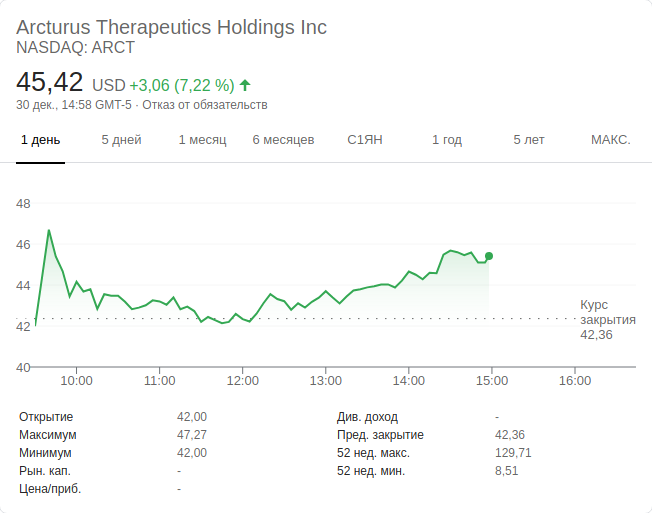 Arcturus Therapeutics Holdings Inc
NASDAQ: ARCT
45,42 USD +3,06 (7,22 %)
30 дек., 14:58 GMT-5 · Отказ от обязательств
1 день 5 дней 1 месяц 6 месяцев С1ЯН 1 год 5 лет МАКС.
48
46
44
Курс
закрытия
42
42,36
40
10:00 11:00 12:00 13:00 14:00 15:00 16:00
Открытие 42,00 Див. доход -
Максимум 47,27 Пред. закрытие 42,36
Минимум 42,00 52 нед. макс. 129,71
Рын. кап. - 52 нед. мин. 8,51
Цена/приб. -